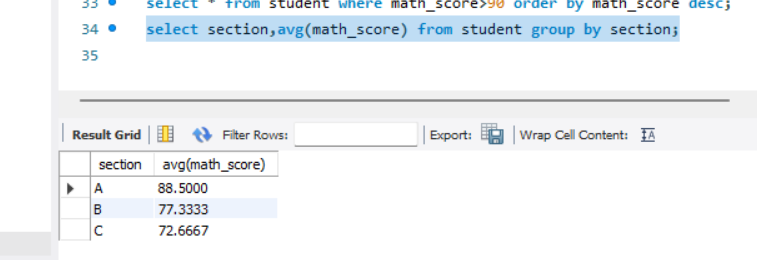 33 select * from student where math_score>90 order by math_score desc;
34 select section,avg(math_score) from student group by section;
35
Result Grid Filter Rows: Export: Wrap Cell Content: IA
section avg(math_score)
A 88.5000
B 77.3333
C 72.6667